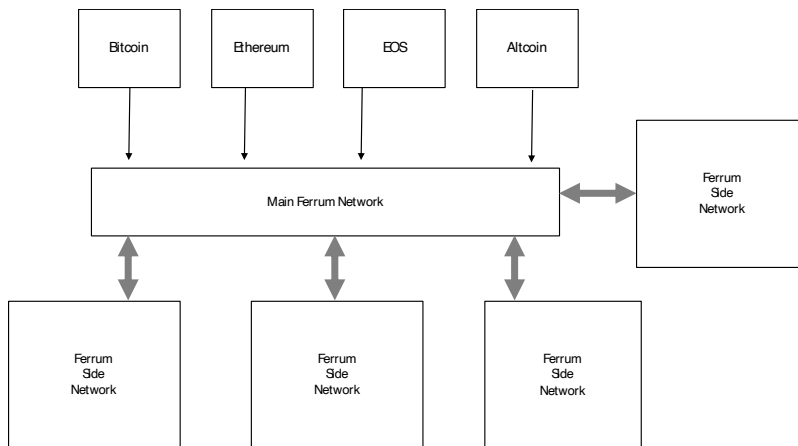 Bitcoin
Ethereum
EOS
Altcoin
Main Ferrum Network
Ferrum
Side
Network
Ferrum
Side
Network
Ferrum
Side
Network
Ferrum
Side
Network